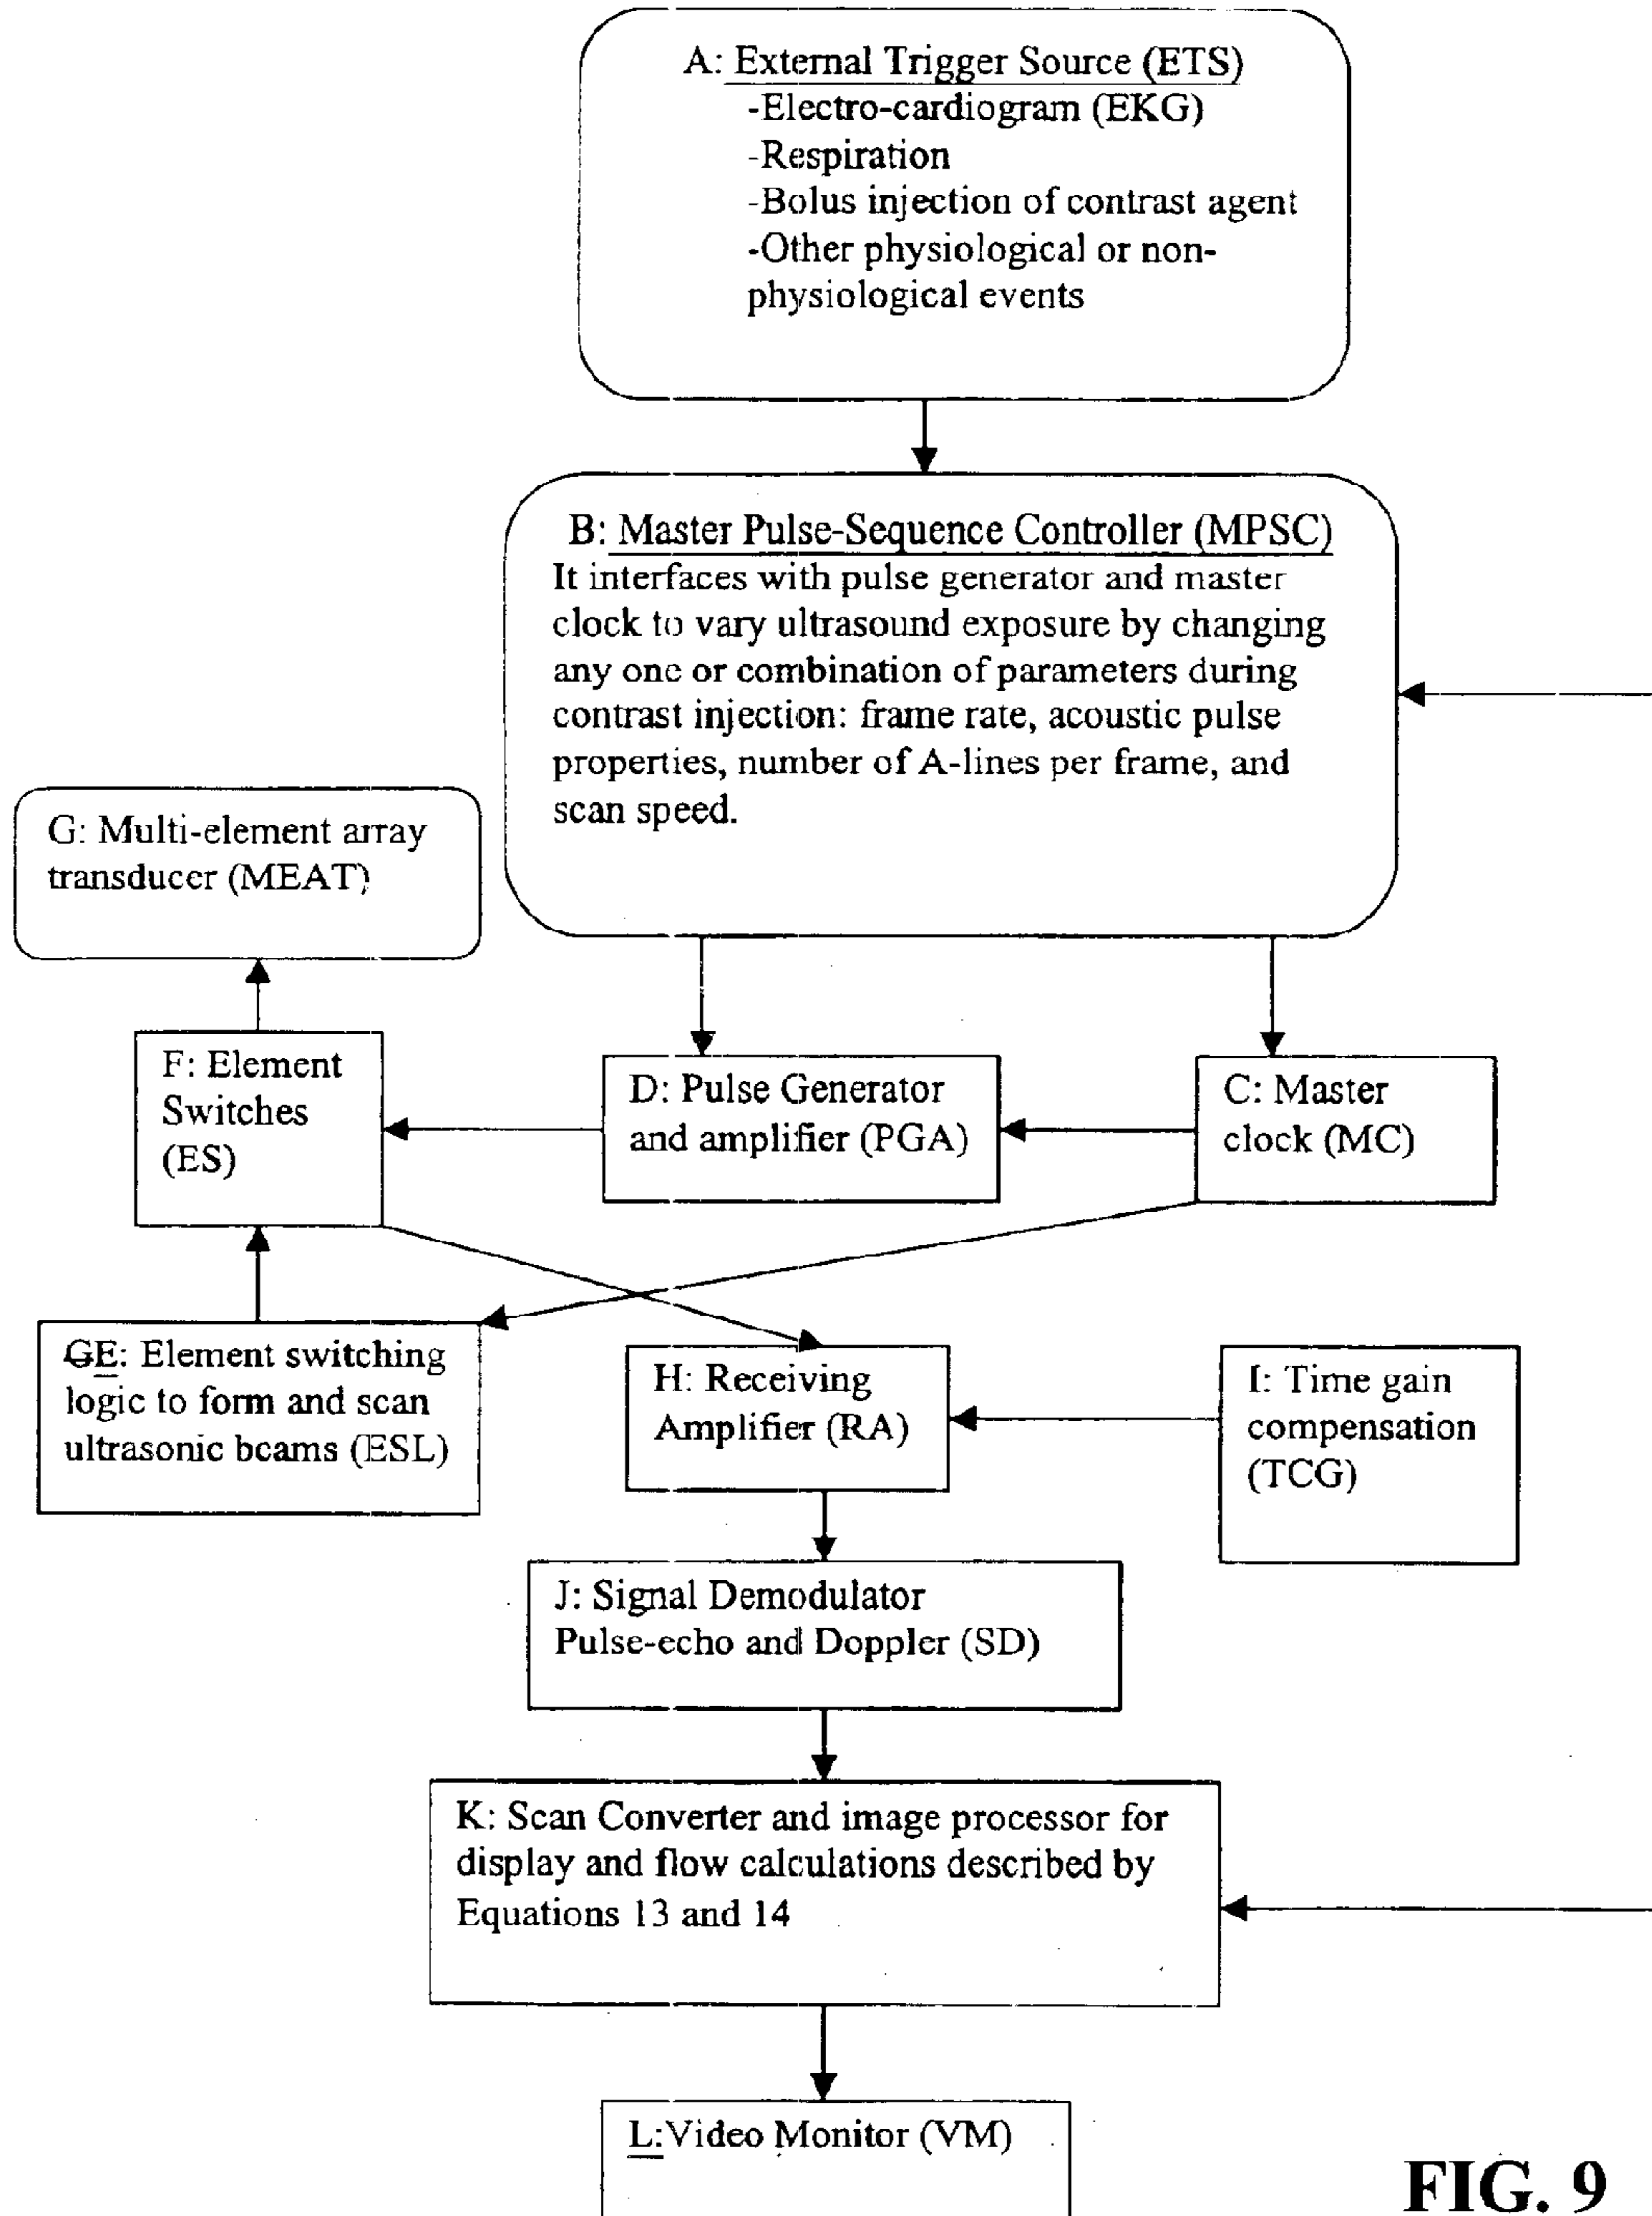 A: External Trigger Source (ETS)
-Electro-cardiogram (EKG)
-Respiration
-Bolus injection of contrast agent
-Other physiological or non-
physiological events
B: Master Pulse-Sequence Controller (MPSC)
It interfaces with pulse generator and master
clock to vary ultrasound exposure by changing
any one or combination of parameters during
contrast injection: frame rate, acoustic pulse
properties, number of A-lines per frame, and
scan speed.
G: Multi-element array
transducer (MEAT)
F: Element
Switches
(ES)
D: Pulse Generator
and amplifier (PGA)
C: Master
clock (MC)
GE: Element switching
logic to form and scan
ultrasonic beams (ESL)
H: Receiving
Amplifier (RA)
I: Time gain
compensation
(TCG)
J: Signal Demodulator
Pulse-echo and Doppler (SD)
K: Scan Converter and image processor for
display and flow calculations described by
Equations 13 and 14
L:Video Monitor (VM)
FIG. 9